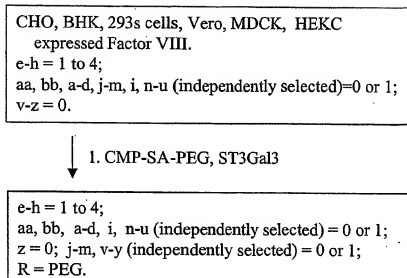 CHO, BHK, 293s cells, Vero, MDCK, HEKC
expressed Factor VIII.
e-h = 1 to 4;
aa, bb, a-d, j-m, i, n-u (independently selected)=0 or 1;
v-z = 0.
1. CMP-SA-PEG, ST3Gal3
e-h = 1 to 4;
aa, bb, a-d, i, n-u (independently selected) = 0 or 1;
z = 0; j-m, v-y (independently selected) = 0 or 1;
R = PEG.